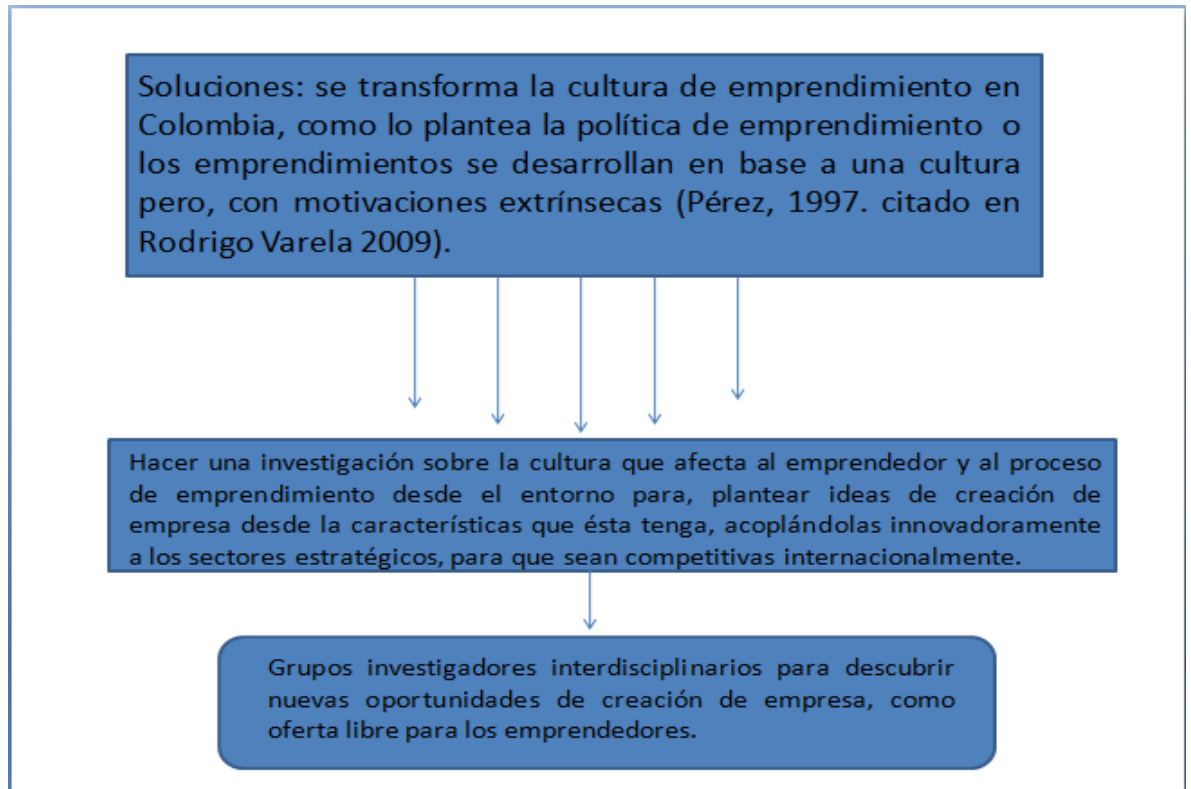 Soluciones: se transforma la cultura de emprendimiento en
Colombia, como lo plantea la política de emprendimiento o
los emprendimientos se desarrollan en base a una cultura
pero, con motivaciones extrínsecas (Pérez, 1997. citado en
Rodrigo Varela 2009).
Hacer una investigación sobre la cultura que afecta al emprendedor y al proceso
de emprendimiento desde el entorno para, plantear ideas de creación de
empresa desde la características que ésta tenga, acoplándolas innovadoramente
a los sectores estratégicos, para que sean competitivas internacionalmente.
Grupos investigadores interdisciplinarios para descubrir
nuevas oportunidades de creación de empresa, como
oferta libre para los emprendedores.